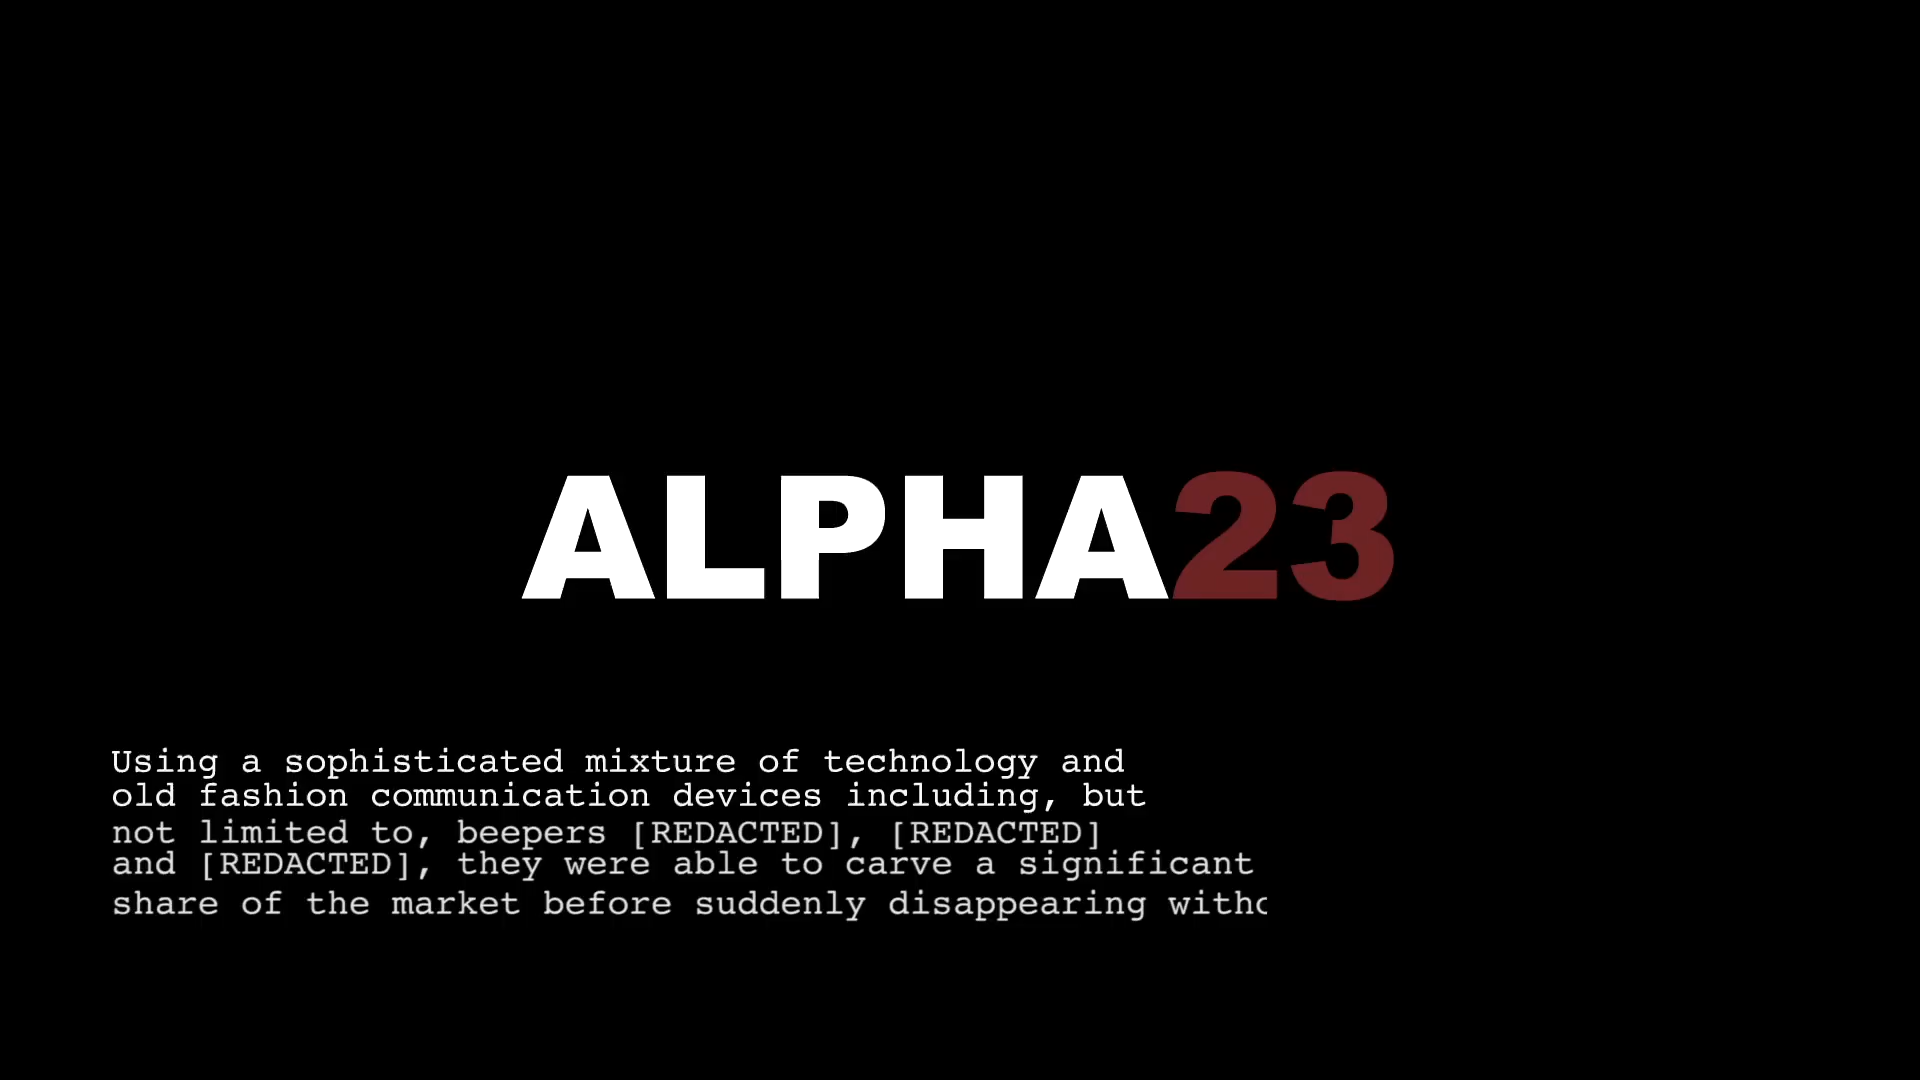 ALPHA23
Using a sophisticated mixture of technology and
old fashion communication devices including, but
not limited to, beepers [REDACTED], [REDACTED]
and [REDACTED], they were able to carve a significant
share of the market before suddenly disappearing